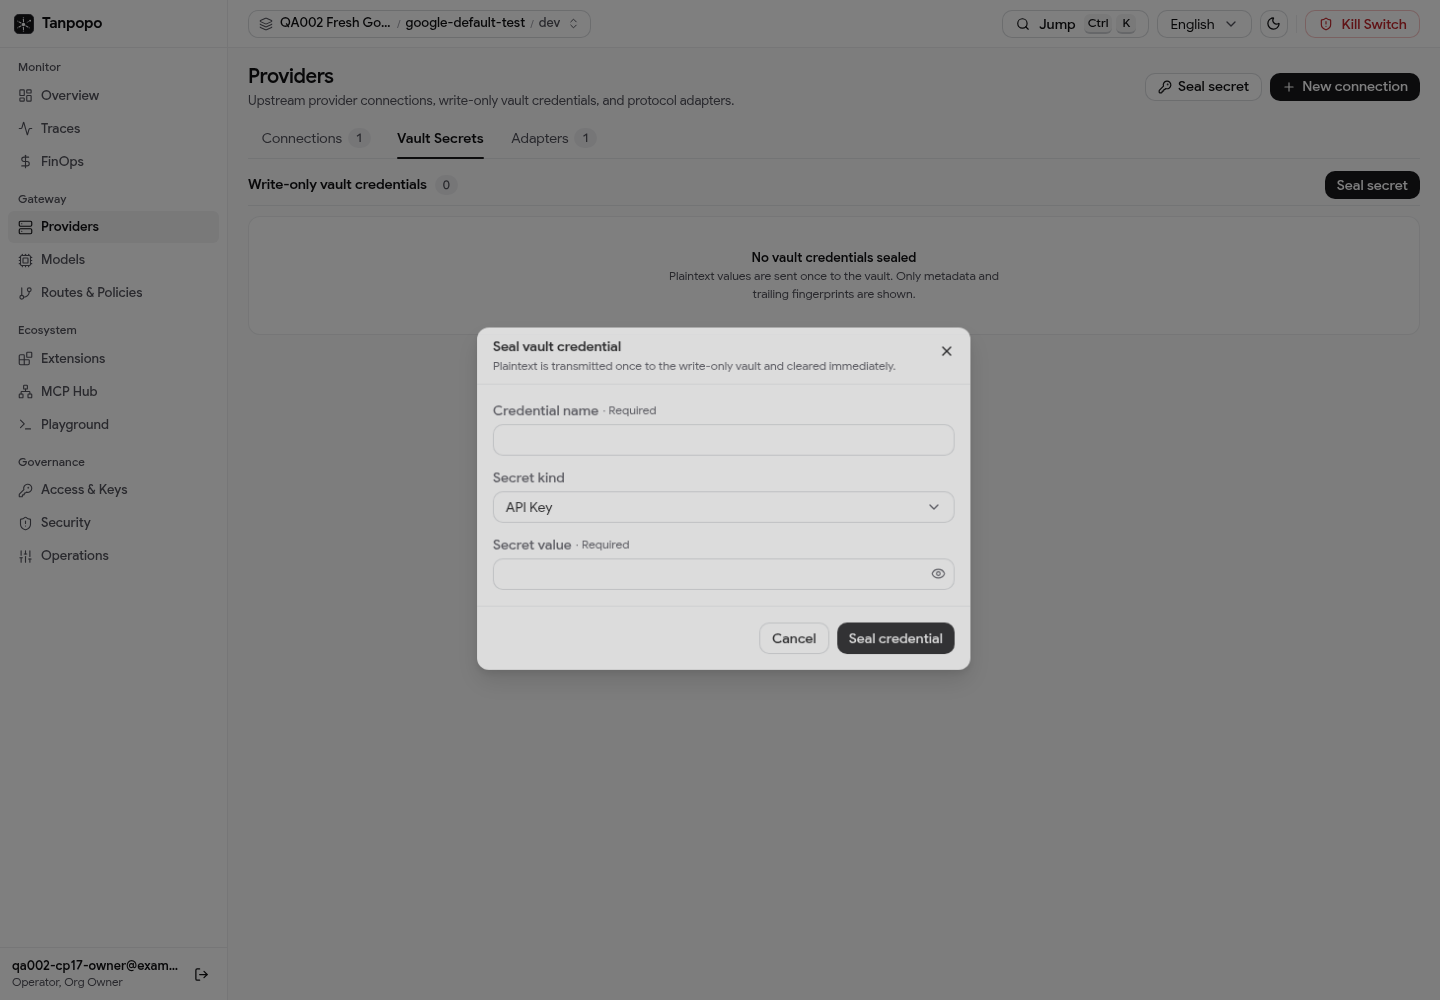 Tanpopo
QA002 Fresh Go... / google-default-test / dev
Jump Ctrl K
English
Kill Switch
Monitor
Overview
Traces
FinOps
Gateway
Providers
Models
Routes & Policies
Ecosystem
Extensions
MCP Hub
Playground
Governance
Access & Keys
Security
Operations
qa002-cp17-owner@exam...
Operator, Org Owner
Providers
Upstream provider connections, write-only vault credentials, and protocol adapters.
Seal secret
New connection
Connections 1
Vault Secrets
Adapters 1
Write-only vault credentials 0
Seal secret
No vault credentials sealed
Plaintext values are sent once to the vault. Only metadata and
trailing fingerprints are shown.
Seal vault credential
Plaintext is transmitted once to the write-only vault and cleared immediately.
Credential name · Required
Secret kind
API Key
Secret value · Required
Cancel
Seal credential